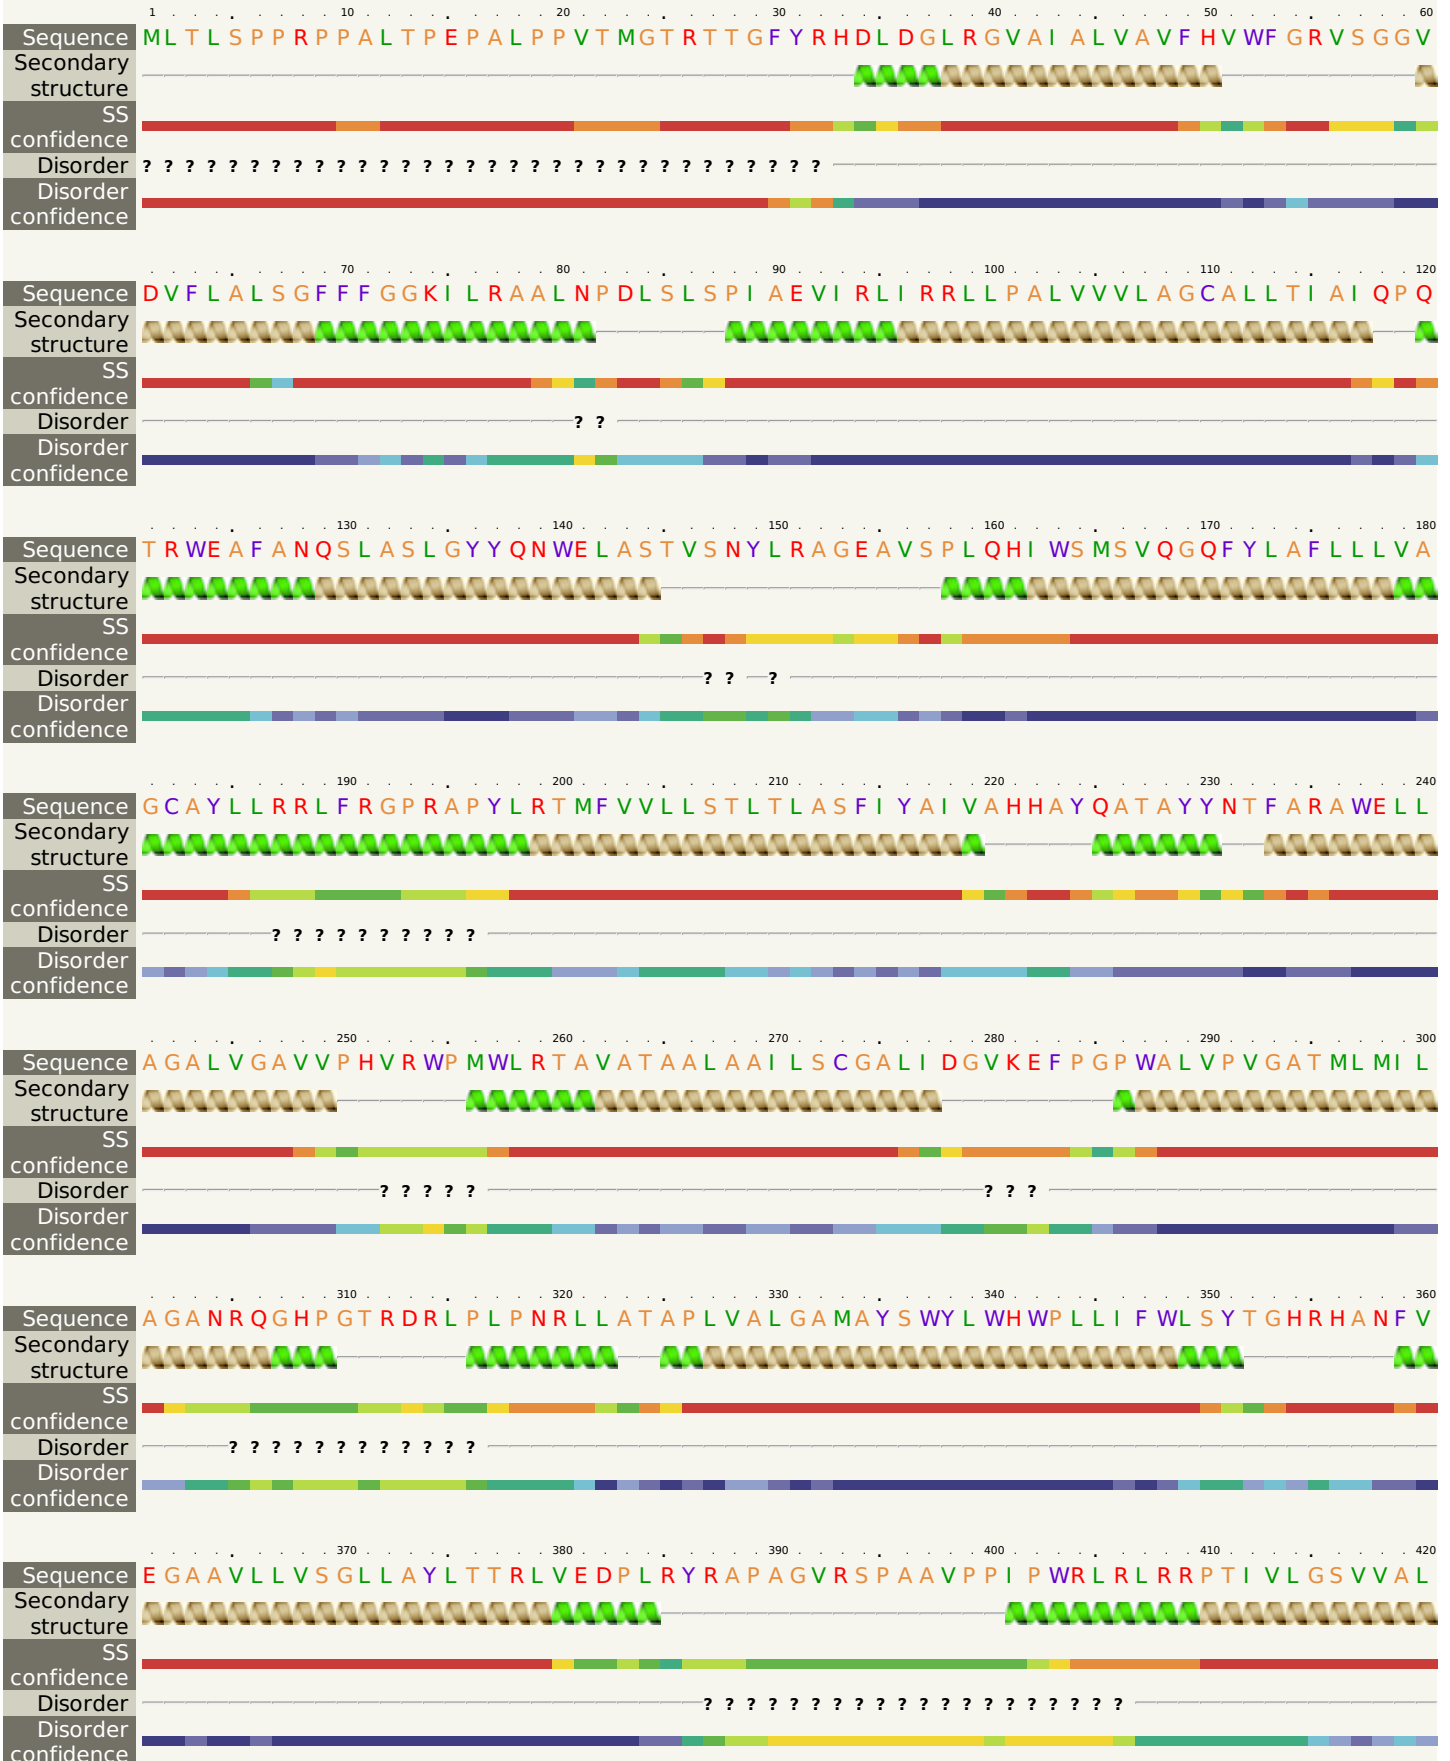 1 10 20 30 40 50 60
Sequence MLTLSPPRPPALTPEPALPPVTMGTRTTGFYRHDLDGLRGVAIALVAVFHVWFGRVSGGV
Secondary
structure
SS
confidence
Disorder ? ? ? ? ? ? ? ? ? ? ? ? ? ? ? ? ? ? ? ? ? ? ? ? ? ? ? ? ? ? ? ?
Disorder
confidence
70 80 90 100 110 120
Sequence DVFLALSGFFFGGKILRAALNPDLSLSPIAEVIRLIRRLLPALVVVLAGCALLTIAIQPQ
Secondary
structure
SS
confidence
Disorder ? ?
Disorder
confidence
130 140 150 160 170 180
Sequence TRWEAFANQSLASLGYYQNWELASTVSNYLRAGEAVSPLQHIWSMSVQGQFYLAFLLLVA
Secondary
structure
SS
confidence
Disorder ? ? ?
Disorder
confidence
190 200 210 220 230 240
Sequence GCAYLLRRLFRGPRAPYLRTMFVVLLSTLTLASFIYAIVAHHAYQATAYYNTFARAWELL
Secondary
structure
SS
confidence
Disorder ? ? ? ? ? ? ? ? ? ?
Disorder
confidence
250 260 270 280 290 300
Sequence AGALVGAVVPHVRWPMWLRTAVATAALAAILSCGALIDGVKEFPGPWALVPVGATMLMIL
Secondary
structure
SS
confidence
Disorder ? ? ? ? ? ? ? ?
Disorder
confidence
310 320 330 340 350 360
Sequence AGANRQGHPGTRDRLPLPNRLLATAPLVALGAMAYSWYLWHWPLLIFWLSYTGHRHANFV
Secondary
structure
SS
confidence
Disorder ? ? ? ? ? ? ? ? ? ? ? ?
Disorder
confidence
370 380 390 400 410 420
Sequence EGAAVLLVSGLLAYLTTRLVEDPLRYRAPAGVRSPAAVPPIPWRLRLRRPTIVLGSVVAL
Secondary
structure
SS
confidence
Disorder ? ? ? ? ? ? ? ? ? ? ? ? ? ? ? ? ? ? ? ?
Disorder
confidence